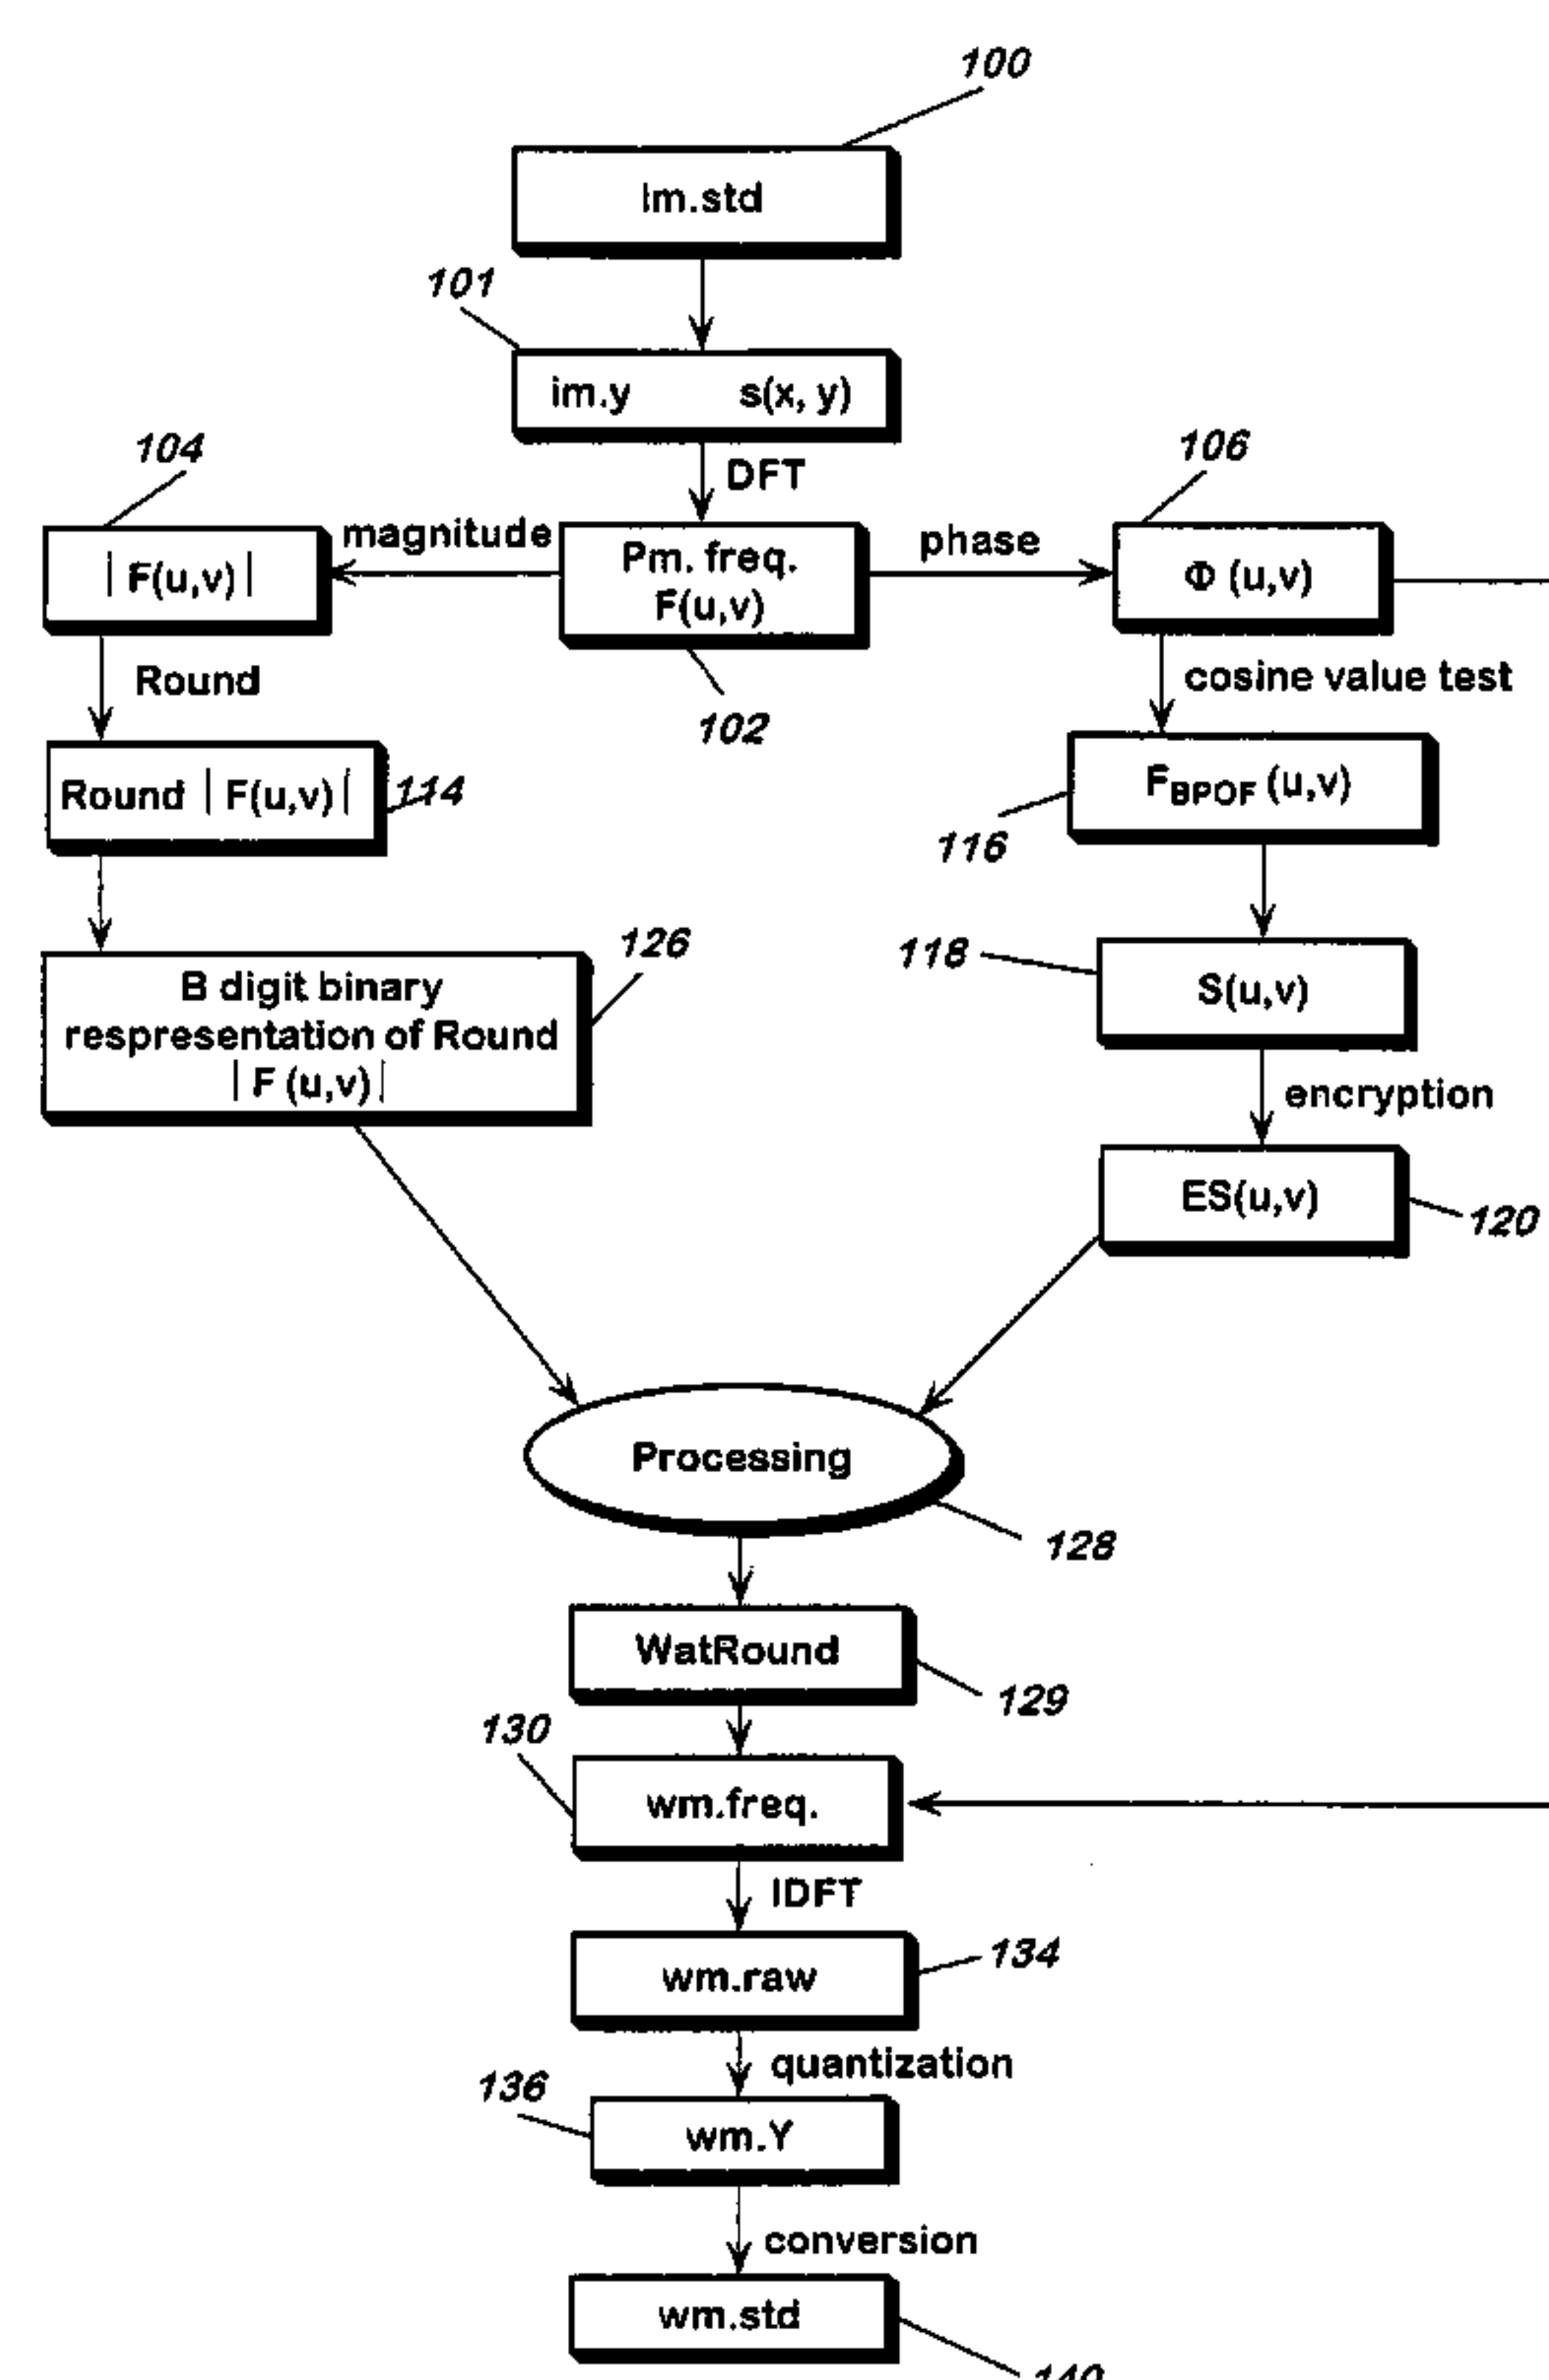 100
Im.std
101
im.y s(x, y)
DFT
104
106
magnitude
phase
| F(u,v) |
Pm. freq.
F(u,v)
Φ (u,v)
Round
cosine value test
102
Round | F(u,v) |
114
F_BPOF (u,v)
116
126
118
B digit binary
respresentation of Round
| F (u,v) |
S(u,v)
encryption
ES(u,v)
120
Processing
128
WatRound
129
130
wm.freq.
IDFT
134
wm.raw
quantization
136
wm.Y
conversion
wm.std
140